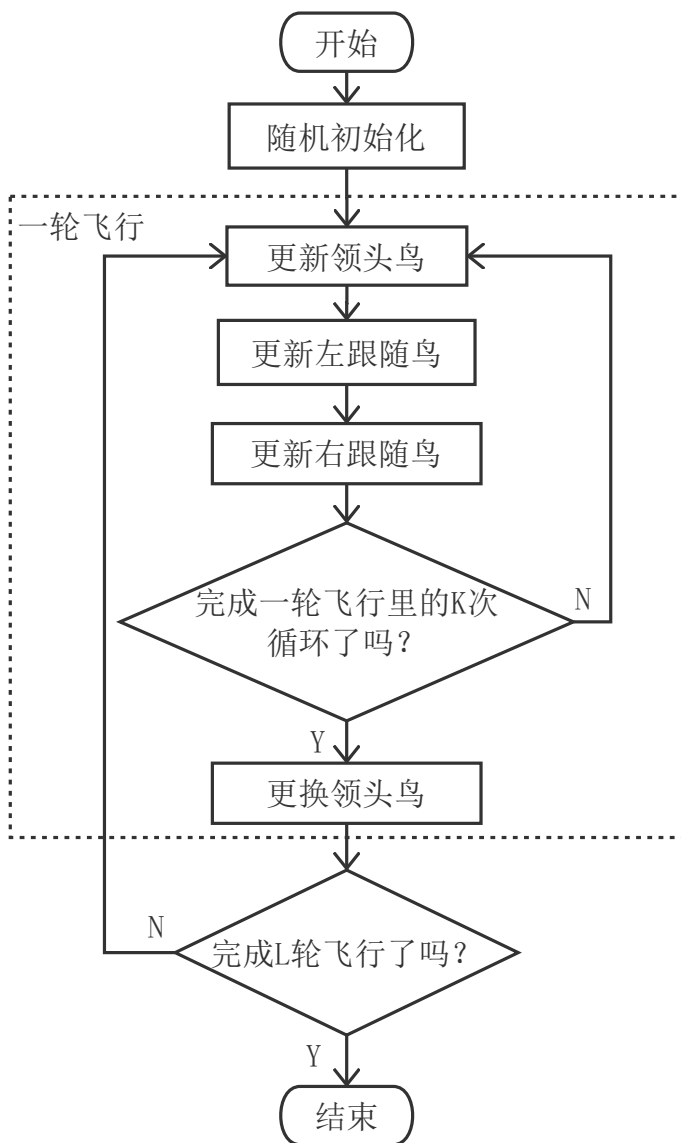 开始
随机初始化
一轮飞行
更新领头鸟
更新左跟随鸟
更新右跟随鸟
完成一轮飞行里的K次
循环了吗?
N
Y
更换领头鸟
N
完成L轮飞行了吗?
Y
结束